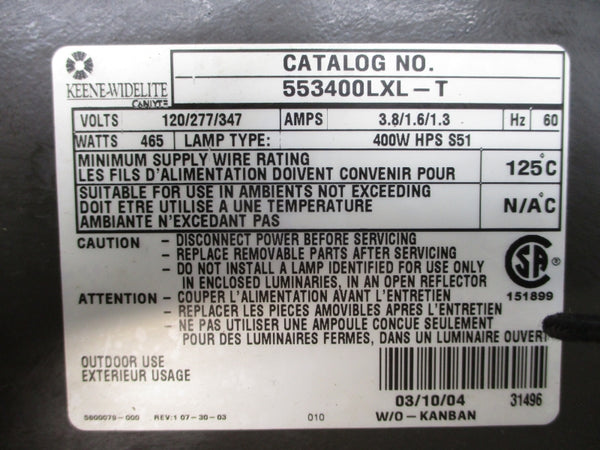 CATALOG NO.
KEENE-WIDELITE
CANLYTE
553400LXL-T
VOLTS 120/277/347 AMPS 3.8/1.6/1.3 Hz 60
WATTS 465 LAMP TYPE: 400W HPS S51
MINIMUM SUPPLY WIRE RATING
LES FILS D'ALIMENTATION DOIVENT CONVENIR POUR 125°C
SUITABLE FOR USE IN AMBIENTS NOT EXCEEDING
DOIT ETRE UTILISE A UNE TEMPERATURE N/A°C
AMBIANTE N'EXCEDANT PAS
CAUTION - DISCONNECT POWER BEFORE SERVICING
- REPLACE REMOVABLE PARTS AFTER SERVICING
- DO NOT INSTALL A LAMP IDENTIFIED FOR USE ONLY
IN ENCLOSED LUMINARIES, IN AN OPEN REFLECTOR
CSA ®
151899
ATTENTION - COUPER L'ALIMENTATION AVANT L'ENTRETIEN
- REPLACER LES PIECES AMOVIBLES APRES L'ENTRETIEN
- NE PAS UTILISER UNE AMPOULE CONCUE SEULEMENT
POUR DES LUMINAIRES FERMES, DANS UN LUMINAIRE OUVERT
OUTDOOR USE
EXTERIEUR USAGE
03/10/04 31496
5600079-000 REV:1 07-30-03 010 W/O-KANBAN